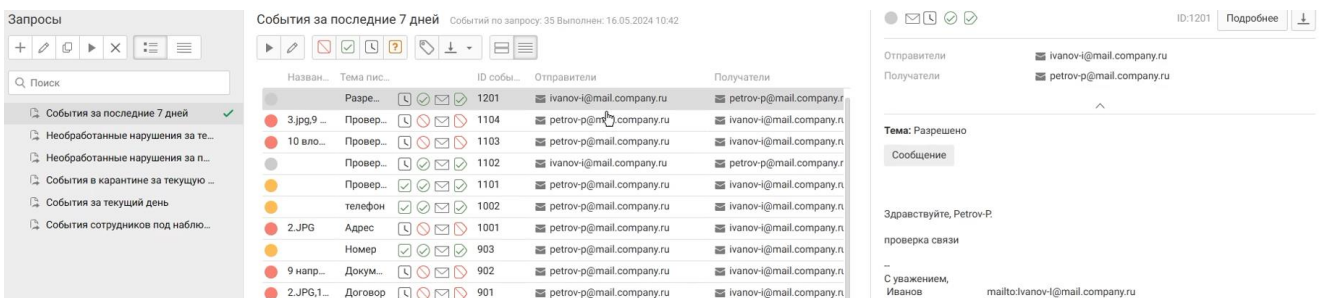 Запросы
Поиск
События за последние 7 дней
Необработанные нарушения за те...
Необработанные нарушения за п...
События в карантине за текущую ...
События за текущий день
События сотрудников под наблю...
События за последние 7 дней Событий по запросу: 35 Выполнен: 16.05.2024 10:42
Назван... Тема пис... ID собы... Отправители Получатели
Разре... 1201 ivanov-i@mail.company.ru petrov-p@mail.company.r
3.jpg,9 ... Провер... 1104 petrov-p@mail.company.ru ivanov-i@mail.company.ru
10 вло... Провер... 1103 petrov-p@mail.company.ru ivanov-i@mail.company.ru
Провер... 1102 ivanov-i@mail.company.ru petrov-p@mail.company.r
Провер... 1101 petrov-p@mail.company.ru ivanov-i@mail.company.ru
телефон 1002 petrov-p@mail.company.ru ivanov-i@mail.company.ru
2.JPG Адрес 1001 petrov-p@mail.company.ru ivanov-i@mail.company.ru
Номер 903 petrov-p@mail.company.ru ivanov-i@mail.company.ru
9 напр... Докум... 902 petrov-p@mail.company.ru ivanov-i@mail.company.ru
2.JPG,1... Договор 901 petrov-p@mail.company.ru ivanov-i@mail.company.ru
ID:1201 Подробнее
Отправители ivanov-i@mail.company.ru
Получатели petrov-p@mail.company.ru
Тема: Разрешено
Сообщение
Здравствуйте, Petrov-P.
проверка связи
--
С уважением,
Иванов mailto:Ivanov-I@mail.company.ru